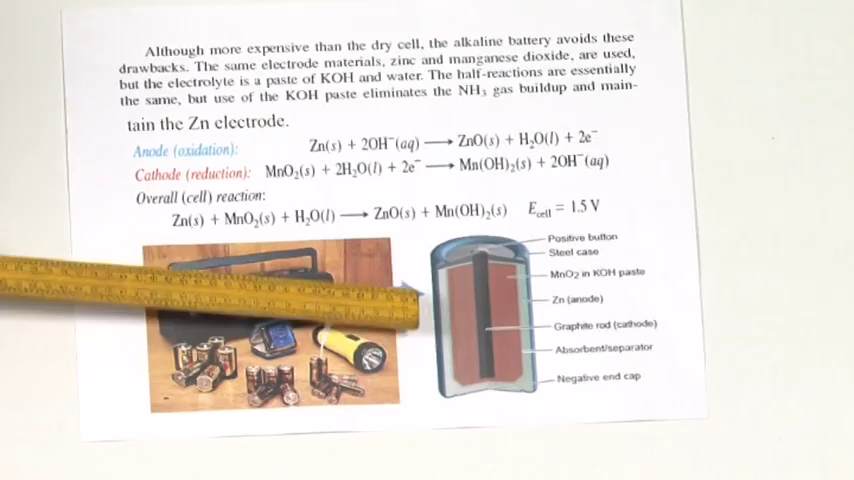 Although more expensive than the dry cell, the alkaline battery avoids these
drawbacks. The same electrode materials, zinc and manganese dioxide, are used,
but the electrolyte is a paste of KOH and water. The half-reactions are essentially
the same, but use of the KOH paste eliminates the NH₃ gas buildup and main-
tain the Zn electrode.
Anode (oxidation): Zn(s) + 2OH⁻(aq) ⟶ ZnO(s) + H₂O(l) + 2e⁻
Cathode (reduction): MnO₂(s) + 2H₂O(l) + 2e⁻ ⟶ Mn(OH)₂(s) + 2OH⁻(aq)
Overall (cell) reaction:
Zn(s) + MnO₂(s) + H₂O(l) ⟶ ZnO(s) + Mn(OH)₂(s) E_cell = 1.5 V
Positive button
Steel case
MnO₂ in KOH paste
Zn (anode)
Graphite rod (cathode)
Absorbent/separator
Negative end cap